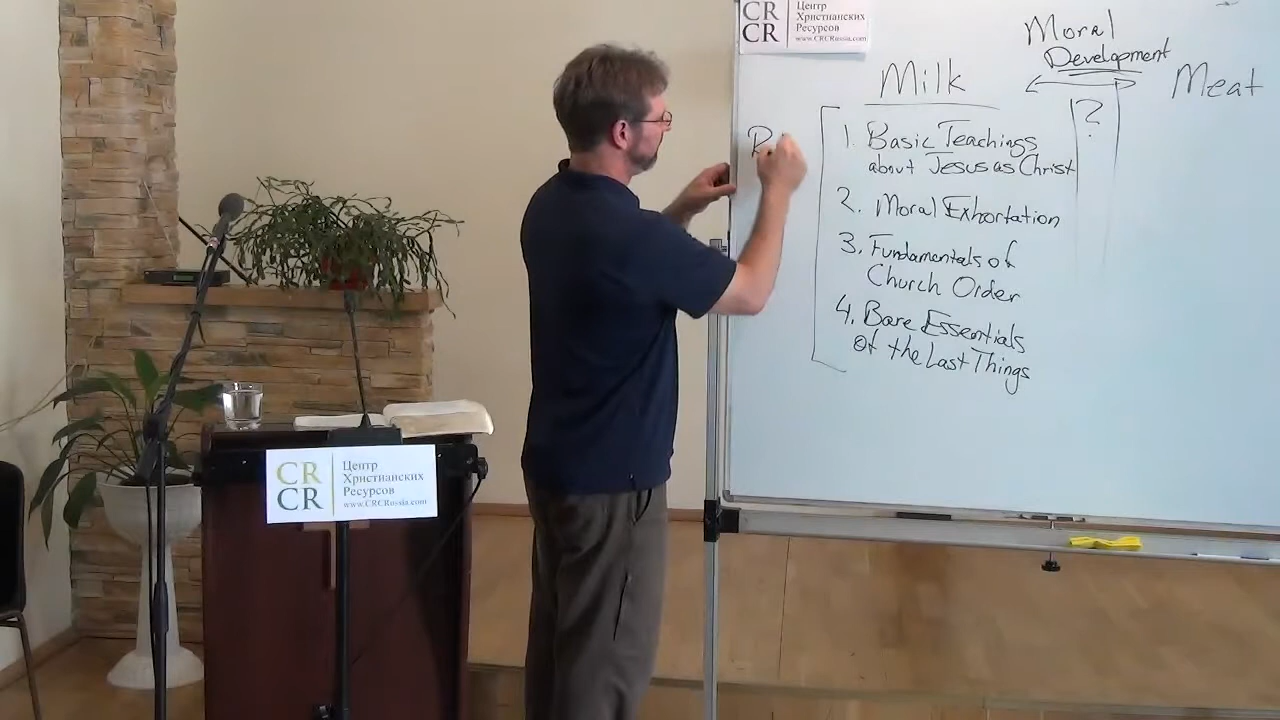 CR
CR
Центр
Христианских
Ресурсов
www.CRCRussia.com
Moral
Development
Milk
Meat
?
1. Basic Teachings
about Jesus as Christ
2. Moral Exhortation
3. Fundamentals of
Church Order
4. Bare Essentials
of the Last Things
R
CR
CR
Центр
Христианских
Ресурсов
www.CRCRussia.com